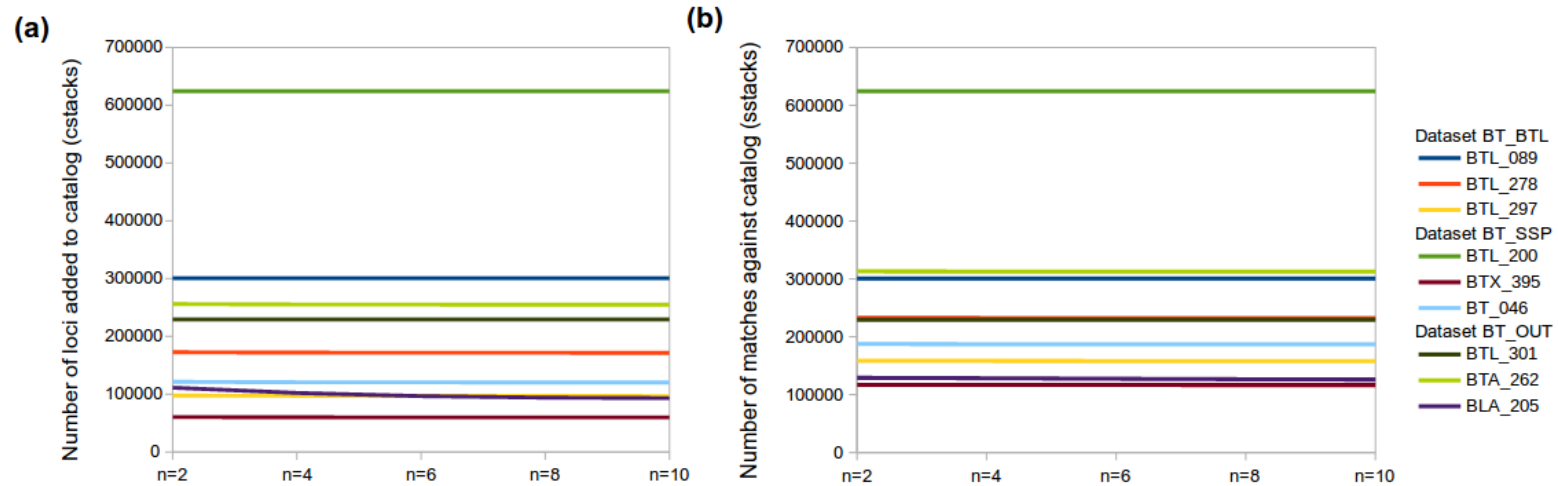 (a)
Number of loci added to catalog (cstacks)
700000
600000
500000
400000
300000
200000
100000
0
n=2
n=4
n=6
n=8
n=10
(b)
Number of matches against catalog (sstacks)
700000
600000
500000
400000
300000
200000
100000
0
n=2
n=4
n=6
n=8
n=10
Dataset BT_BTL
BTL_089
BTL_278
BTL_297
Dataset BT_SSP
BTL_200
BTX_395
BT_046
Dataset BT_OUT
BTL_301
BTA_262
BLA_205